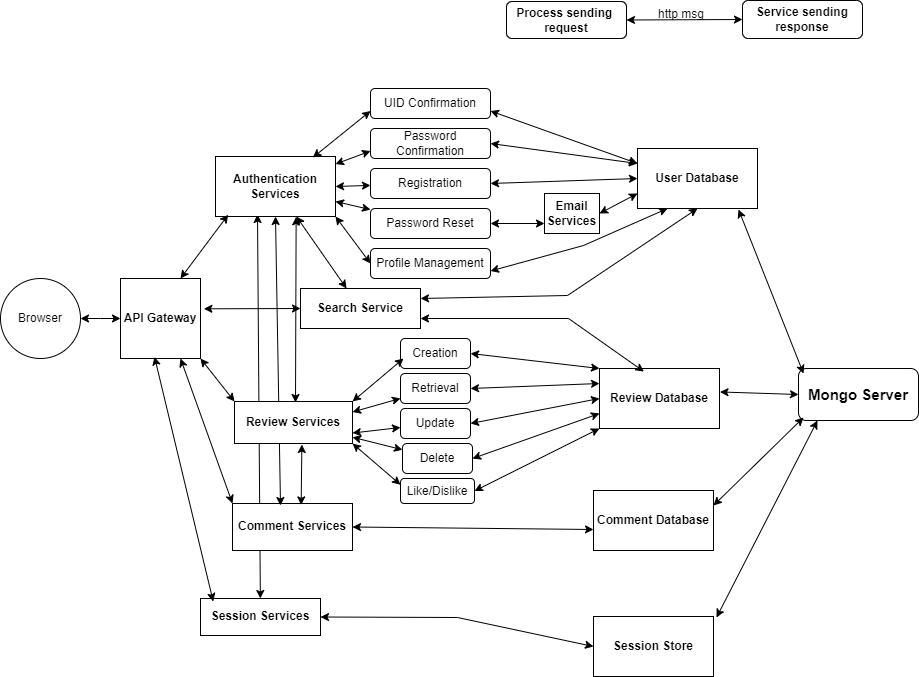 Process sending
request
http msg
Service sending
response
UID Confirmation
Password
Confirmation
Authentication
Services
Registration
User Database
Email
Services
Password Reset
Profile Management
Browser
API Gateway
Search Service
Creation
Retrieval
Review Services
Update
Review Database
Mongo Server
Delete
Like/Dislike
Comment Services
Comment Database
Session Services
Session Store